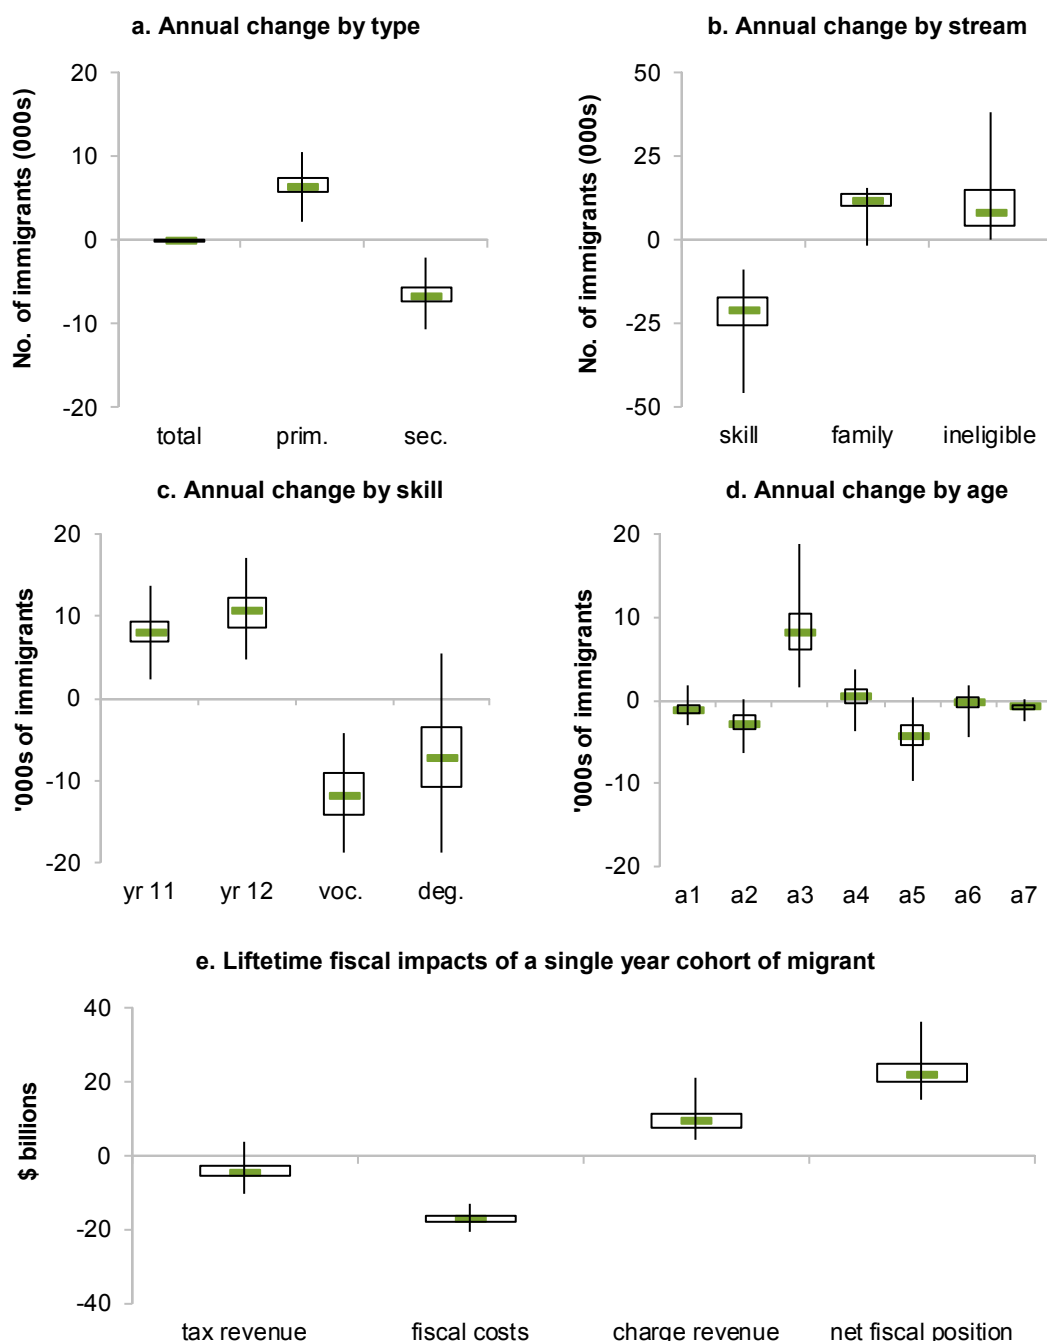 a. Annual change by type
No. of immigrants (000s)
20
10
0
-10
-20
total prim. sec.
b. Annual change by stream
No. of immigrants (000s)
50
25
0
-25
-50
skill family ineligible
c. Annual change by skill
'000s of immigrants
20
10
0
-10
-20
yr 11 yr 12 voc. deg.
d. Annual change by age
'000s of immigrants
20
10
0
-10
-20
a1 a2 a3 a4 a5 a6 a7
e. Liftetime fiscal impacts of a single year cohort of migrant
$ billions
40
20
0
-20
-40
tax revenue fiscal costs charge revenue net fiscal position